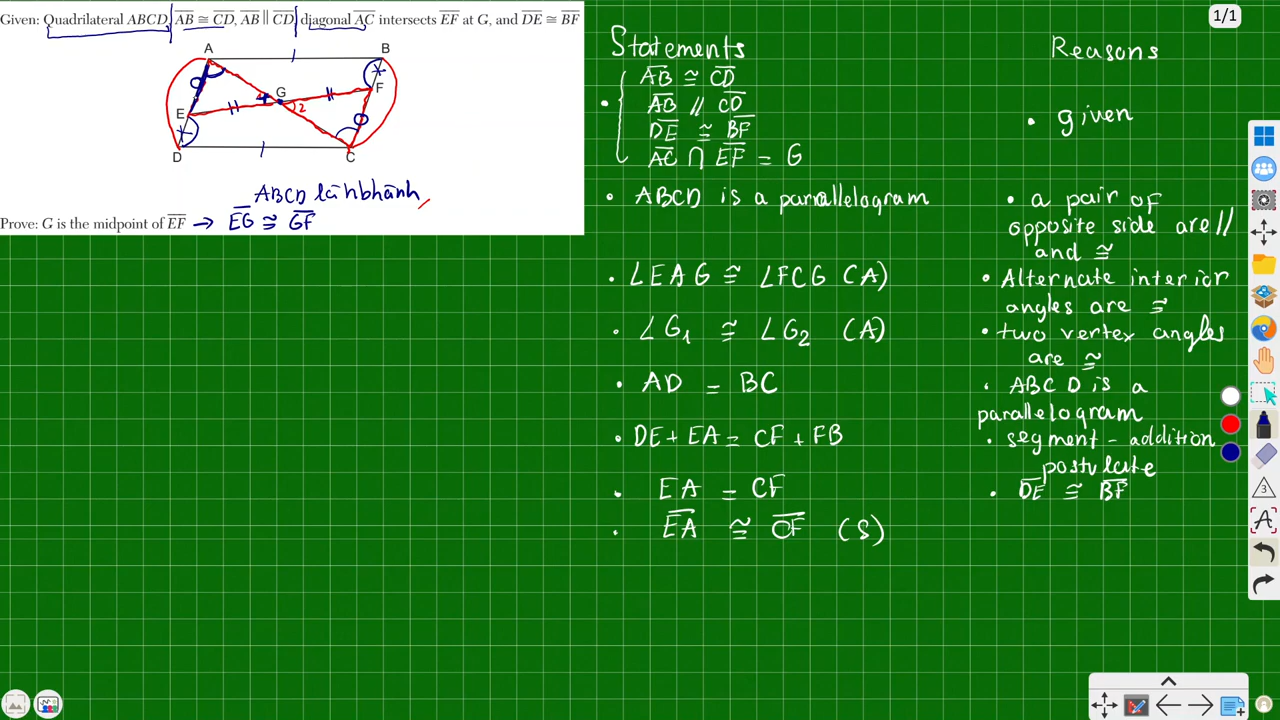 Given: Quadrilateral ABCD, AB ≅ CD, AB ∥ CD, diagonal AC intersects EF at G, and DE ≅ BF
A
B
G
F
2
E
D
C
ABCD là hbhành
Prove: G is the midpoint of EF → EG ≅ GF
Statements
AB ≅ CD
AB // CD
DE ≅ BF
AC ∩ EF = G
• ABCD is a parallelogram
• ∠EAG ≅ ∠FCG (A)
• ∠G1 ≅ ∠G2 (A)
• AD = BC
• DE + EA = CF + FB
• EA = CF
• EA ≅ CF (S)
Reasons
• given
• a pair of
opposite side are //
and ≅
• Alternate interior
angles are ≅
• two vertex angles
are ≅
• ABCD is a
parallelogram
• segment - addition
postulate
• DE ≅ BF
1/1
3
A